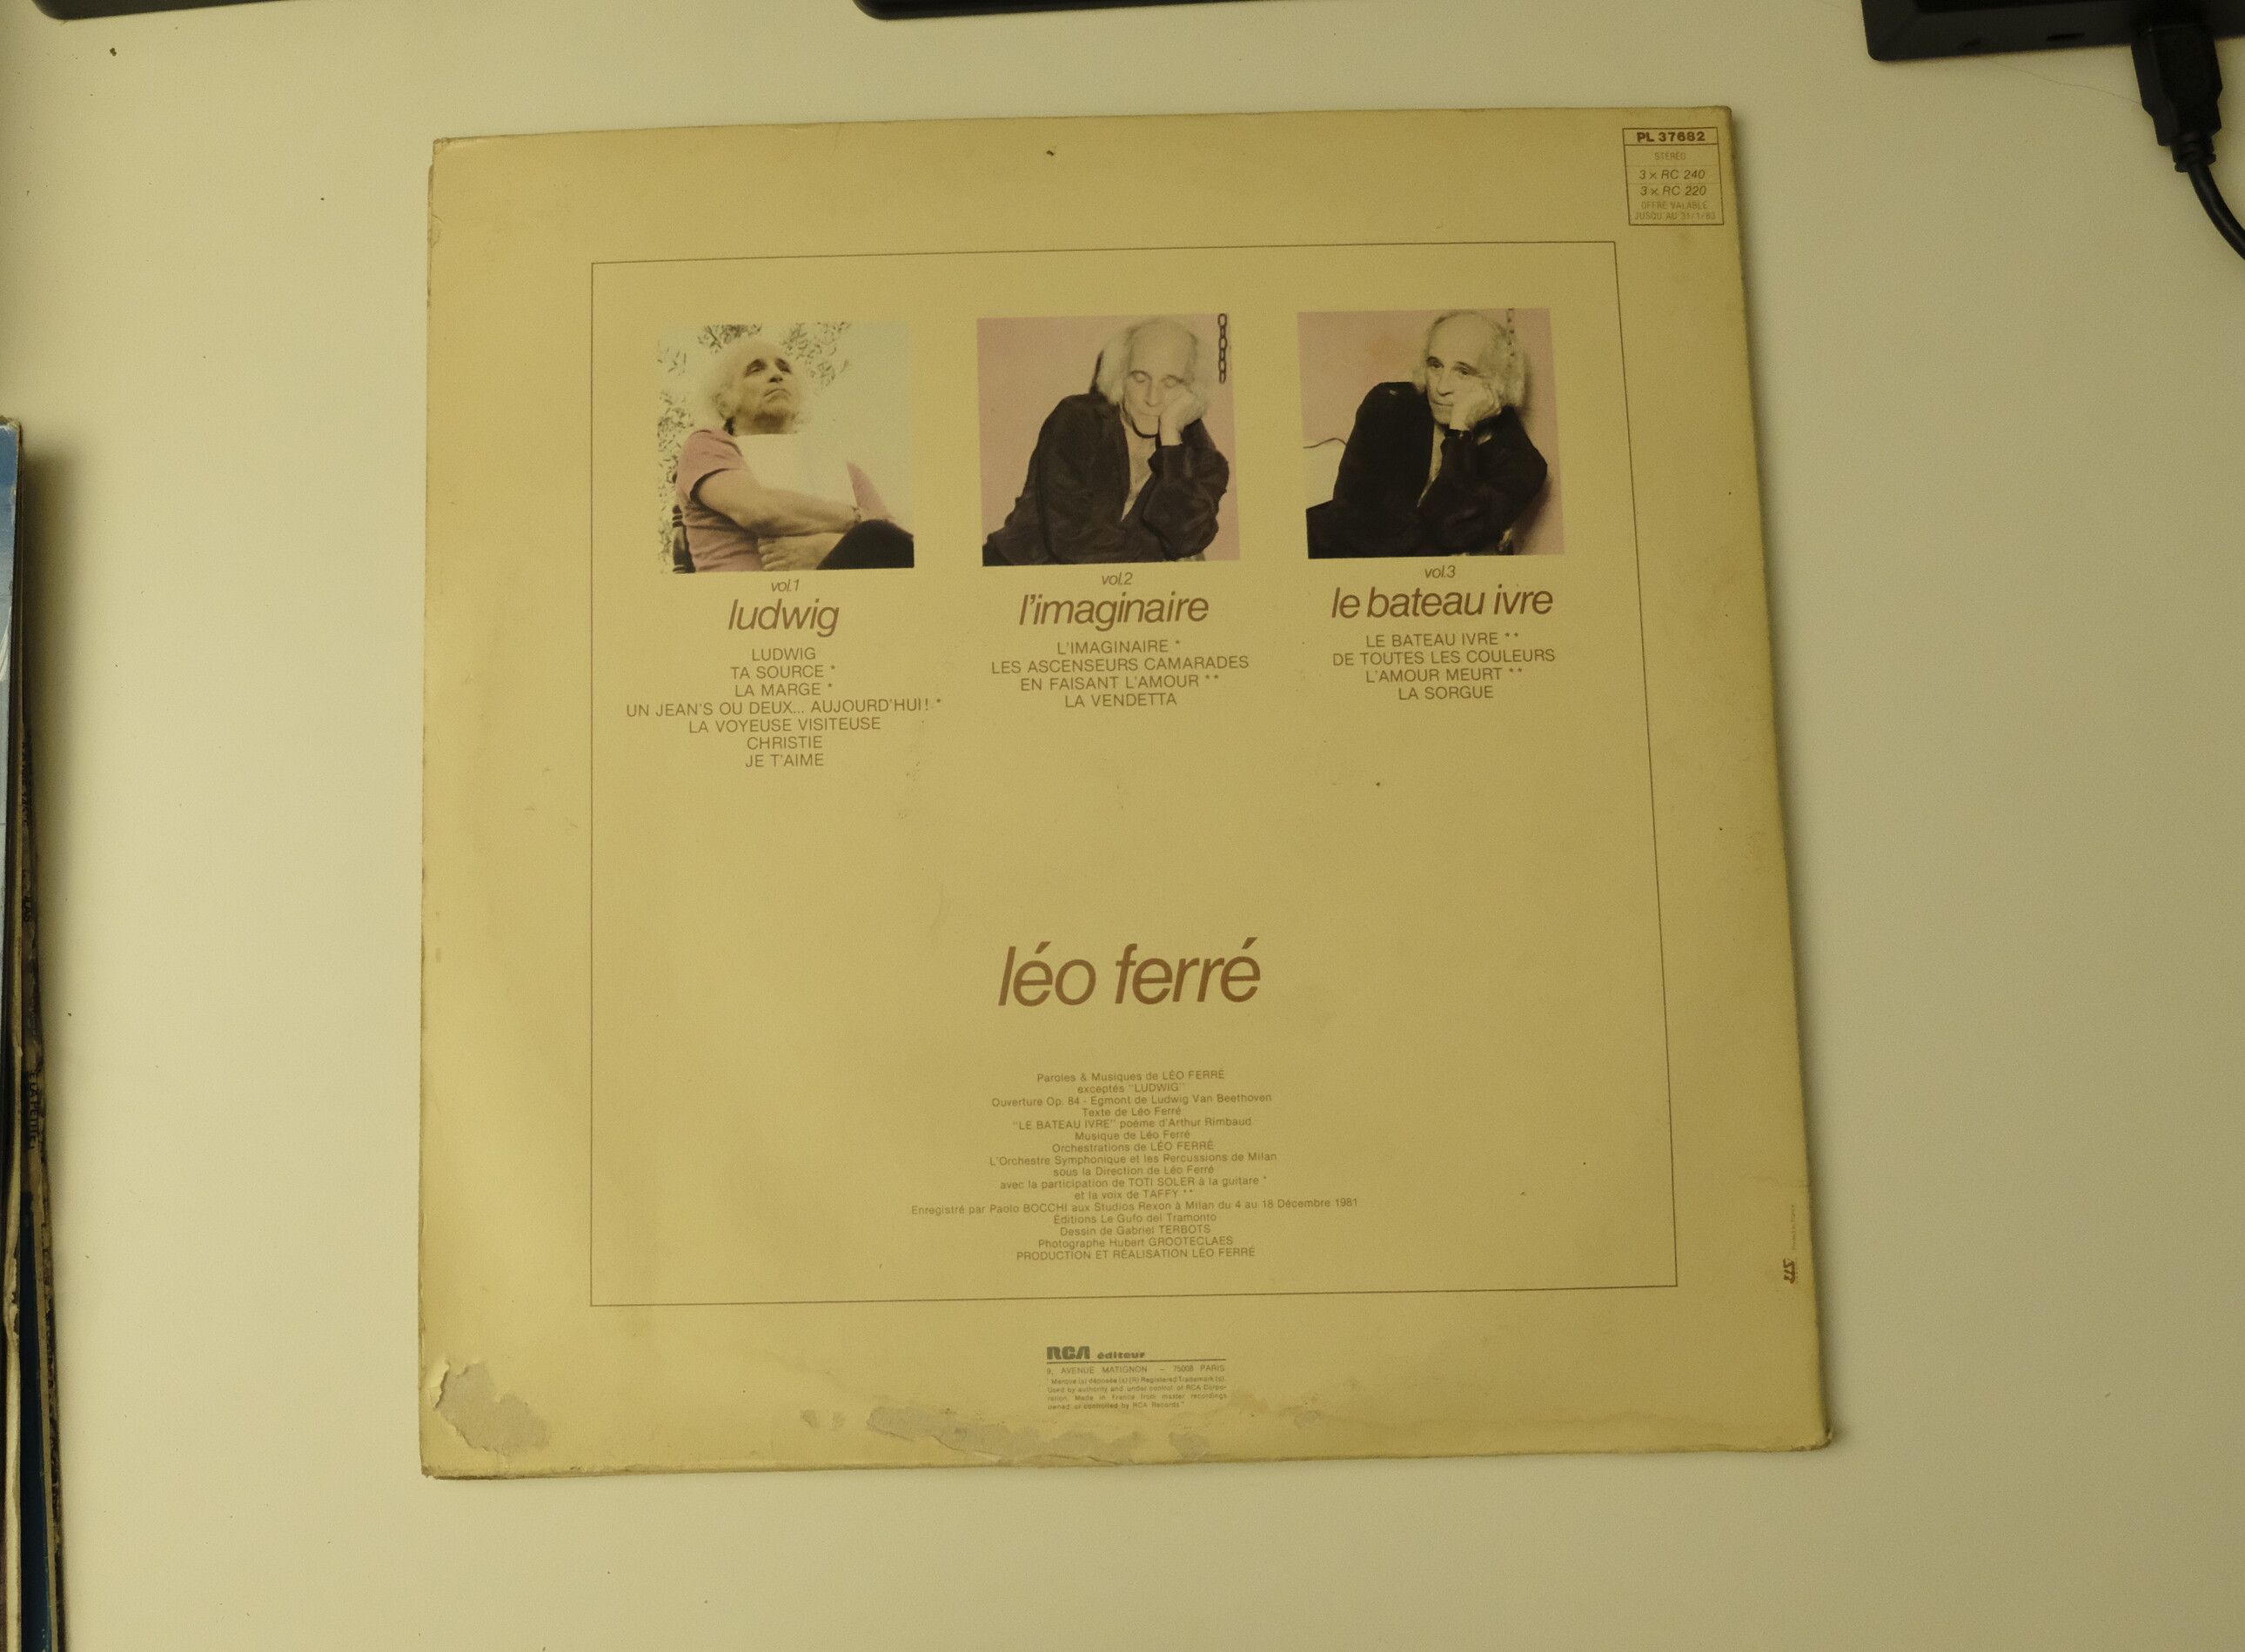 PL 37682
STÉRÉO
3 x RC 240
3 x RC 220
OFFRE VALABLE
JUSQU'AU 31/1/83
vol.1
ludwig
LUDWIG
TA SOURCE *
LA MARGE *
UN JEAN'S OU DEUX... AUJOURD'HUI! *
LA VOYEUSE VISITEUSE
CHRISTIE
JE T'AIME
vol.2
l'imaginaire
L'IMAGINAIRE *
LES ASCENSEURS CAMARADES
EN FAISANT L'AMOUR **
LA VENDETTA
vol.3
le bateau ivre
LE BATEAU IVRE **
DE TOUTES LES COULEURS
L'AMOUR MEURT **
LA SORGUE
léo ferré
Paroles & Musiques de LÉO FERRÉ
exceptés "LUDWIG"
Ouverture Op. 84 - Egmont de Ludwig Van Beethoven
Texte de Léo Ferré
"LE BATEAU IVRE" poème d'Arthur Rimbaud
Musique de Léo Ferré
Orchestrations de LÉO FERRÉ
L'Orchestre Symphonique et les Percussions de Milan
sous la Direction de Léo Ferré
avec la participation de TOTI SOLER à la guitare *
et la voix de TAFFY **
Enregistré par Paolo BOCCHI aux Studios Rexon à Milan du 4 au 18 Décembre 1981
Éditions Le Gufo del Tramonto
Dessin de Gabriel TERBOTS
Photographe Hubert GROOTECLAES
PRODUCTION ET RÉALISATION LÉO FERRÉ
RCA éditeur
9, AVENUE MATIGNON – 75008 PARIS
"Marque (s) déposée (s) (R) Registered Trademark (s).
Used by authority and under control of RCA Corpo-
ration. Made in France from master recordings
owned or controlled by RCA Records"